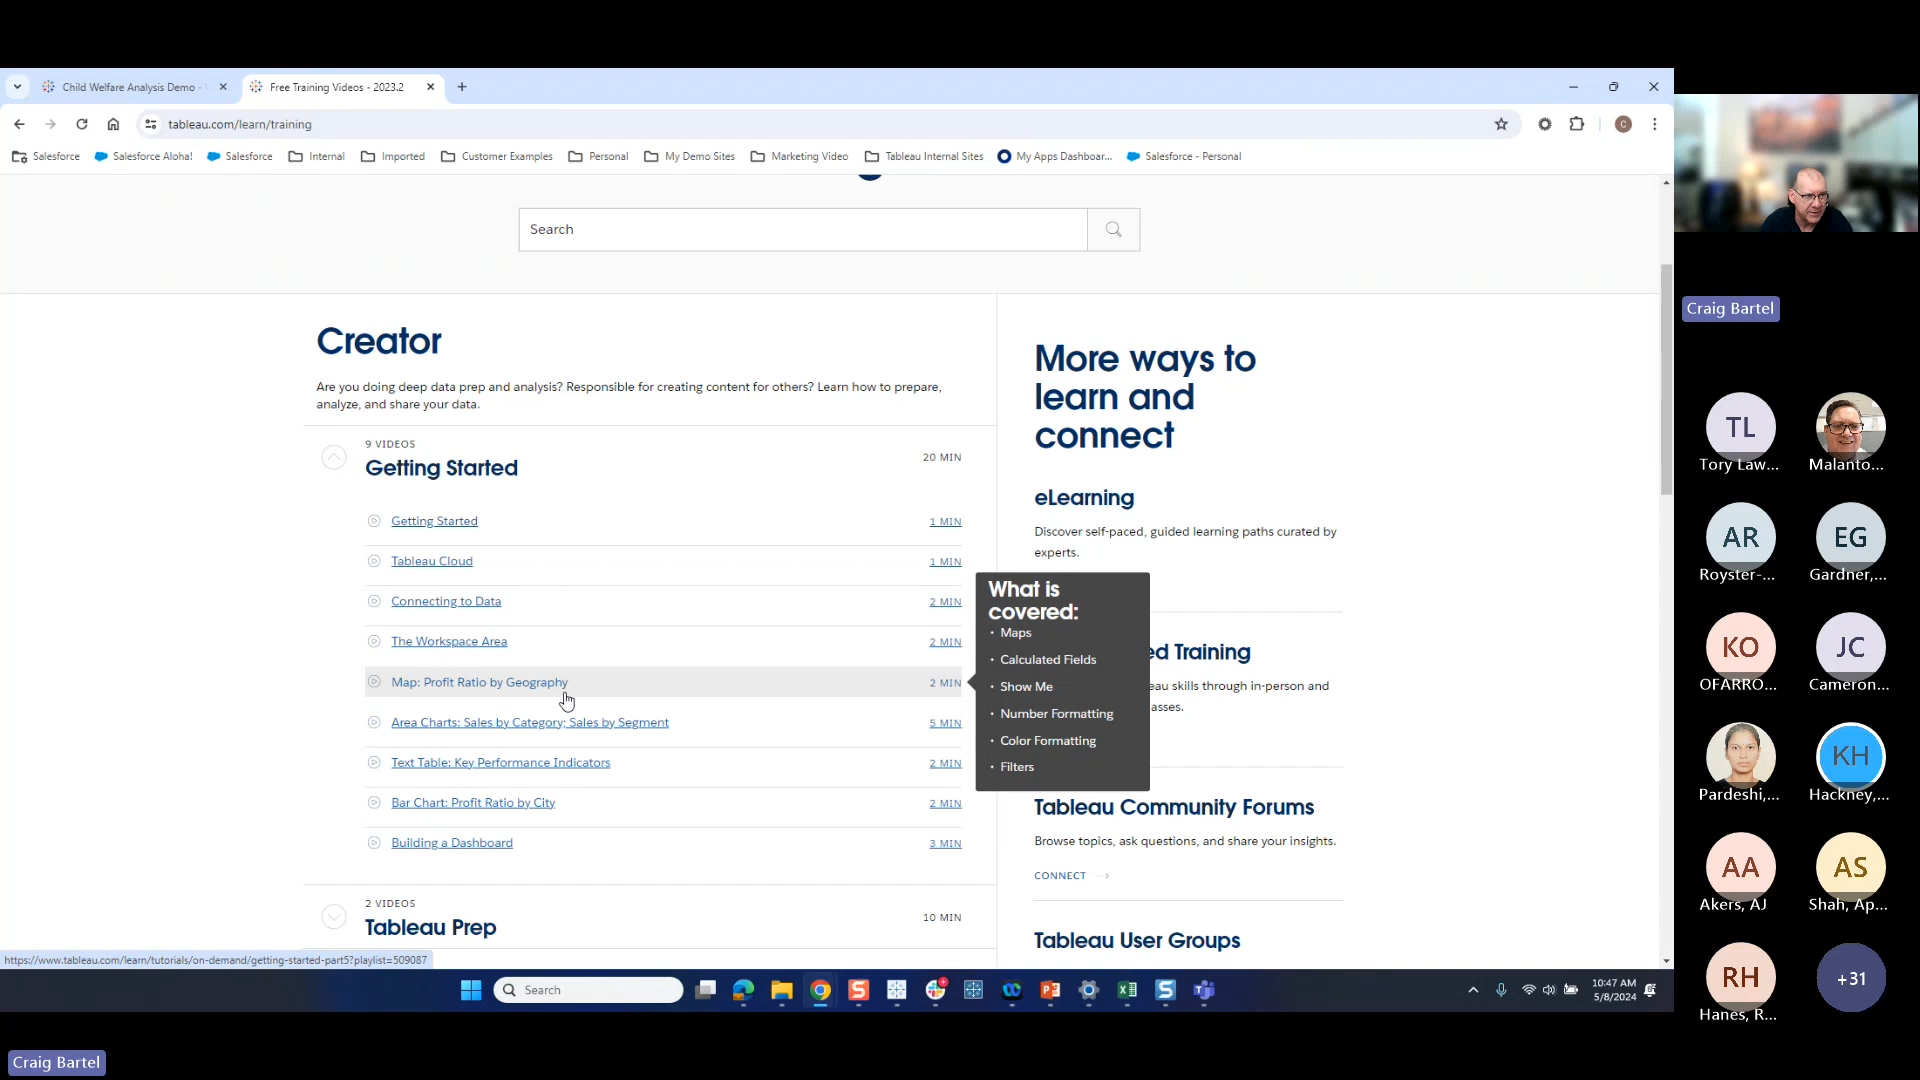 Child Welfare Analysis Demo -
Free Training Videos - 2023.2
tableau.com/learn/training
C
Salesforce
Salesforce Aloha!
Salesforce
Internal
Imported
Customer Examples
Personal
My Demo Sites
Marketing Video
Tableau Internal Sites
My Apps Dashboar...
Salesforce - Personal
Search
Creator
Are you doing deep data prep and analysis? Responsible for creating content for others? Learn how to prepare,
analyze, and share your data.
9 VIDEOS
Getting Started
20 MIN
Getting Started
1 MIN
Tableau Cloud
1 MIN
Connecting to Data
2 MIN
The Workspace Area
2 MIN
Map: Profit Ratio by Geography
2 MIN
Area Charts: Sales by Category; Sales by Segment
5 MIN
Text Table: Key Performance Indicators
2 MIN
Bar Chart: Profit Ratio by City
2 MIN
Building a Dashboard
3 MIN
2 VIDEOS
Tableau Prep
10 MIN
More ways to
learn and
connect
eLearning
Discover self-paced, guided learning paths curated by
experts.
What is
covered:
• Maps
• Calculated Fields
• Show Me
• Number Formatting
• Color Formatting
• Filters
ed Training
eau skills through in-person and
asses.
Tableau Community Forums
Browse topics, ask questions, and share your insights.
CONNECT
Tableau User Groups
https://www.tableau.com/learn/tutorials/on-demand/getting-started-part5?playlist=509087
Search
10:47 AM
5/8/2024
Craig Bartel
TL
Tory Law...
Malanto...
AR
Royster-...
EG
Gardner,...
KO
OFARRO...
JC
Cameron...
Pardeshi,...
KH
Hackney,...
AA
Akers, AJ
AS
Shah, Ap...
RH
Hanes, R...
+31
Craig Bartel